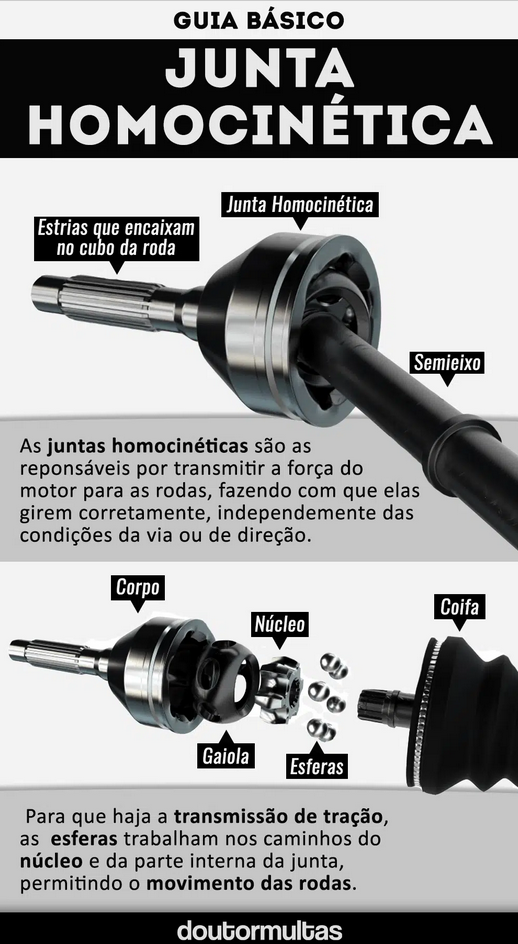 GUIA BÁSICO
JUNTA
HOMOCINÉTICA
Junta Homocinética
Estrias que encaixam
no cubo da roda
Semieixo
As juntas homocinéticas são as
reponsáveis por transmitir a força do
motor para as rodas, fazendo com que elas
girem corretamente, independemente das
condições da via ou de direção.
Corpo
Núcleo
Coifa
Gaiola
Esferas
Para que haja a transmissão de tração,
as esferas trabalham nos caminhos do
núcleo e da parte interna da junta,
permitindo o movimento das rodas.
doutormultas